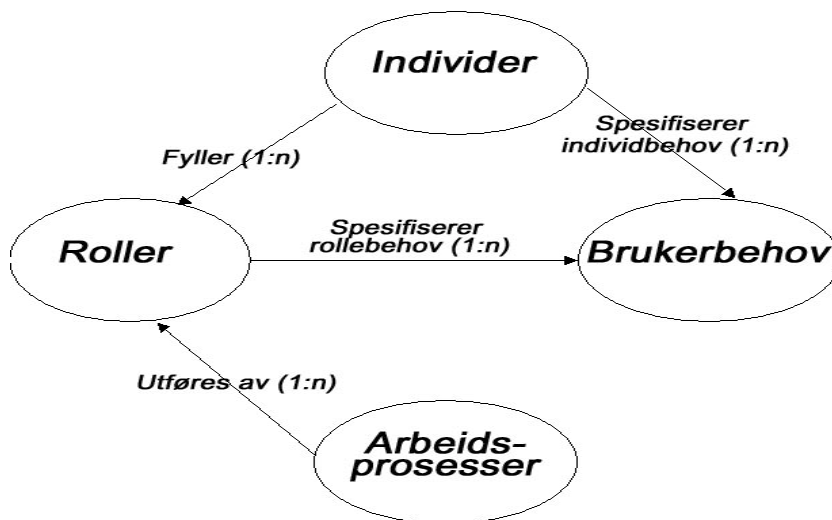 Individer
Spesifiserer
individbehov (1:n)
Fyller (1:n)
Spesifiserer
rollebehov (1:n)
Roller
Brukerbehov
Utføres av (1:n)
Arbeids-
prosesser